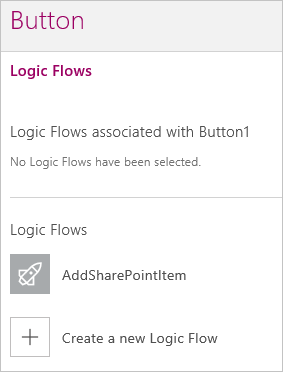 Button
Logic Flows
Logic Flows associated with Button1
No Logic Flows have been selected.
Logic Flows
AddSharePointItem
Create a new Logic Flow